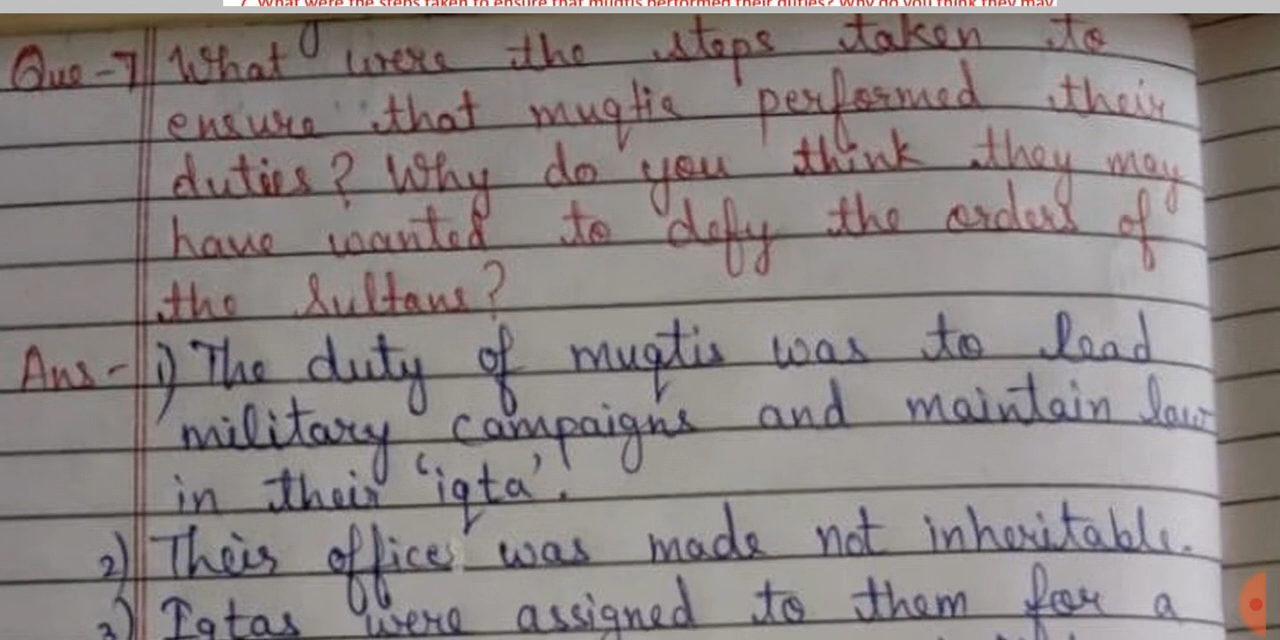 7. What were the steps taken to ensure that muqtis performed their duties? Why do you think they may
Que-7 What were the steps taken to
ensure that muqtis performed their
duties? Why do you think they may
have wanted to defy the orders of
the Sultans?
Ans- 1) The duty of muqtis was to lead
military campaigns and maintain law
in their 'iqta'.
2) Their office was made not inheritable.
3) Iqtas were assigned to them for a